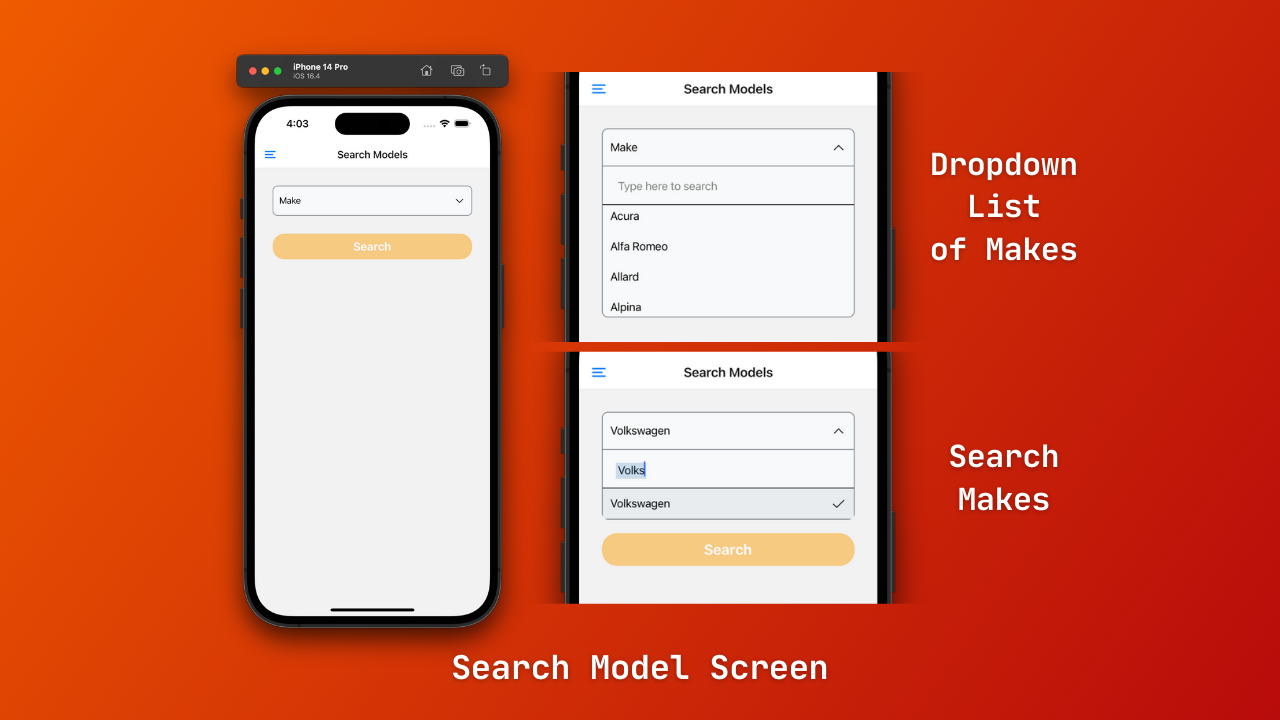 iPhone 14 Pro
iOS 16.4
4:03
Search Models
Make
Search
Search Models
Make
Type here to search
Acura
Alfa Romeo
Allard
Alpina
Dropdown
List
of Makes
Search Models
Volkswagen
Volks
Volkswagen
Search
Search
Makes
Search Model Screen